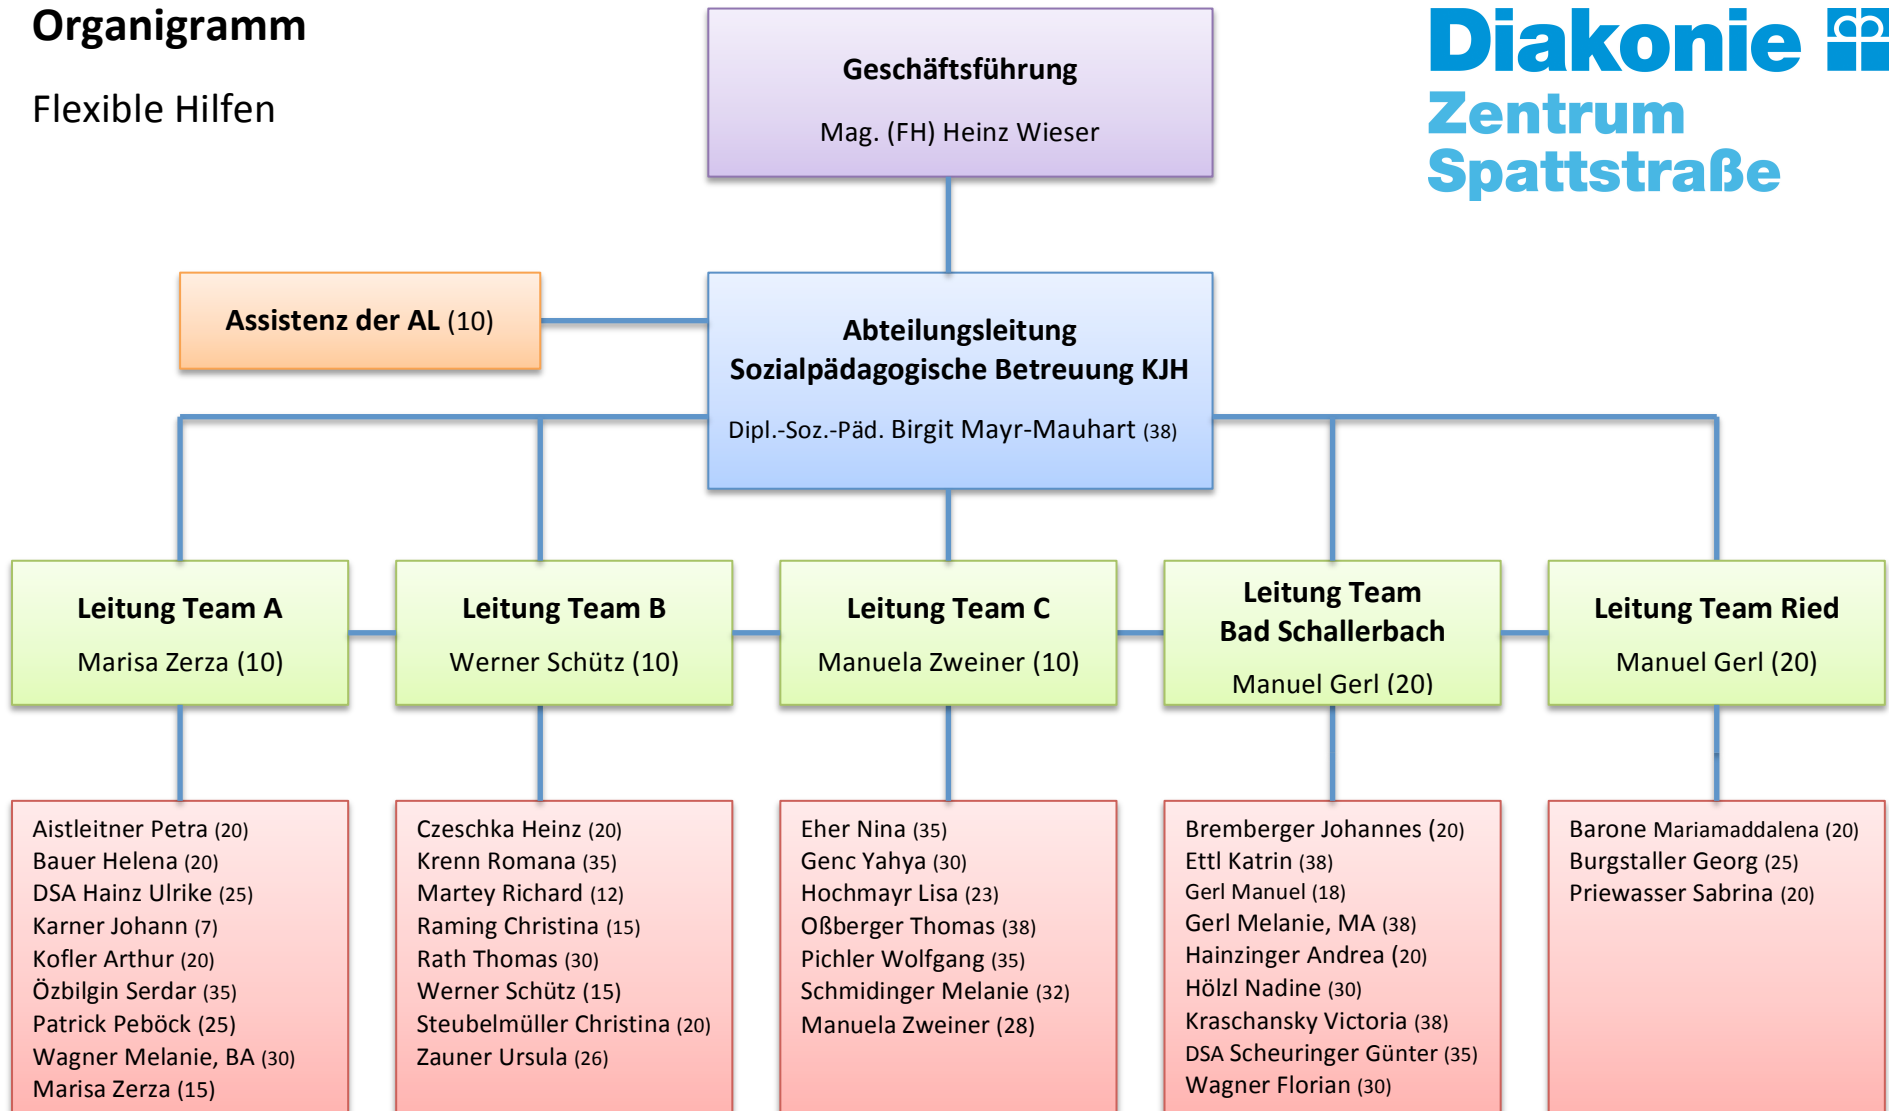 Organigramm
Flexible Hilfen
Diakonie
Zentrum
Spattstraße
Geschäftsführung
Mag. (FH) Heinz Wieser
Assistenz der AL (10)
Abteilungsleitung
Sozialpädagogische Betreuung KJH
Dipl.-Soz.-Päd. Birgit Mayr-Mauhart (38)
Leitung Team A
Marisa Zerza (10)
Leitung Team B
Werner Schütz (10)
Leitung Team C
Manuela Zweiner (10)
Leitung Team
Bad Schallerbach
Manuel Gerl (20)
Leitung Team Ried
Manuel Gerl (20)
Aistleitner Petra (20)
Bauer Helena (20)
DSA Hainz Ulrike (25)
Karner Johann (7)
Kofler Arthur (20)
Özbilgin Serdar (35)
Patrick Peböck (25)
Wagner Melanie, BA (30)
Marisa Zerza (15)
Czeschka Heinz (20)
Krenn Romana (35)
Martey Richard (12)
Raming Christina (15)
Rath Thomas (30)
Werner Schütz (15)
Steubelmüller Christina (20)
Zauner Ursula (26)
Eher Nina (35)
Genc Yahya (30)
Hochmayr Lisa (23)
Oßberger Thomas (38)
Pichler Wolfgang (35)
Schmidinger Melanie (32)
Manuela Zweiner (28)
Bremberger Johannes (20)
Ettl Katrin (38)
Gerl Manuel (18)
Gerl Melanie, MA (38)
Hainzinger Andrea (20)
Hölzl Nadine (30)
Kraschansky Victoria (38)
DSA Scheuringer Günter (35)
Wagner Florian (30)
Barone Mariamaddalena (20)
Burgstaller Georg (25)
Priewasser Sabrina (20)